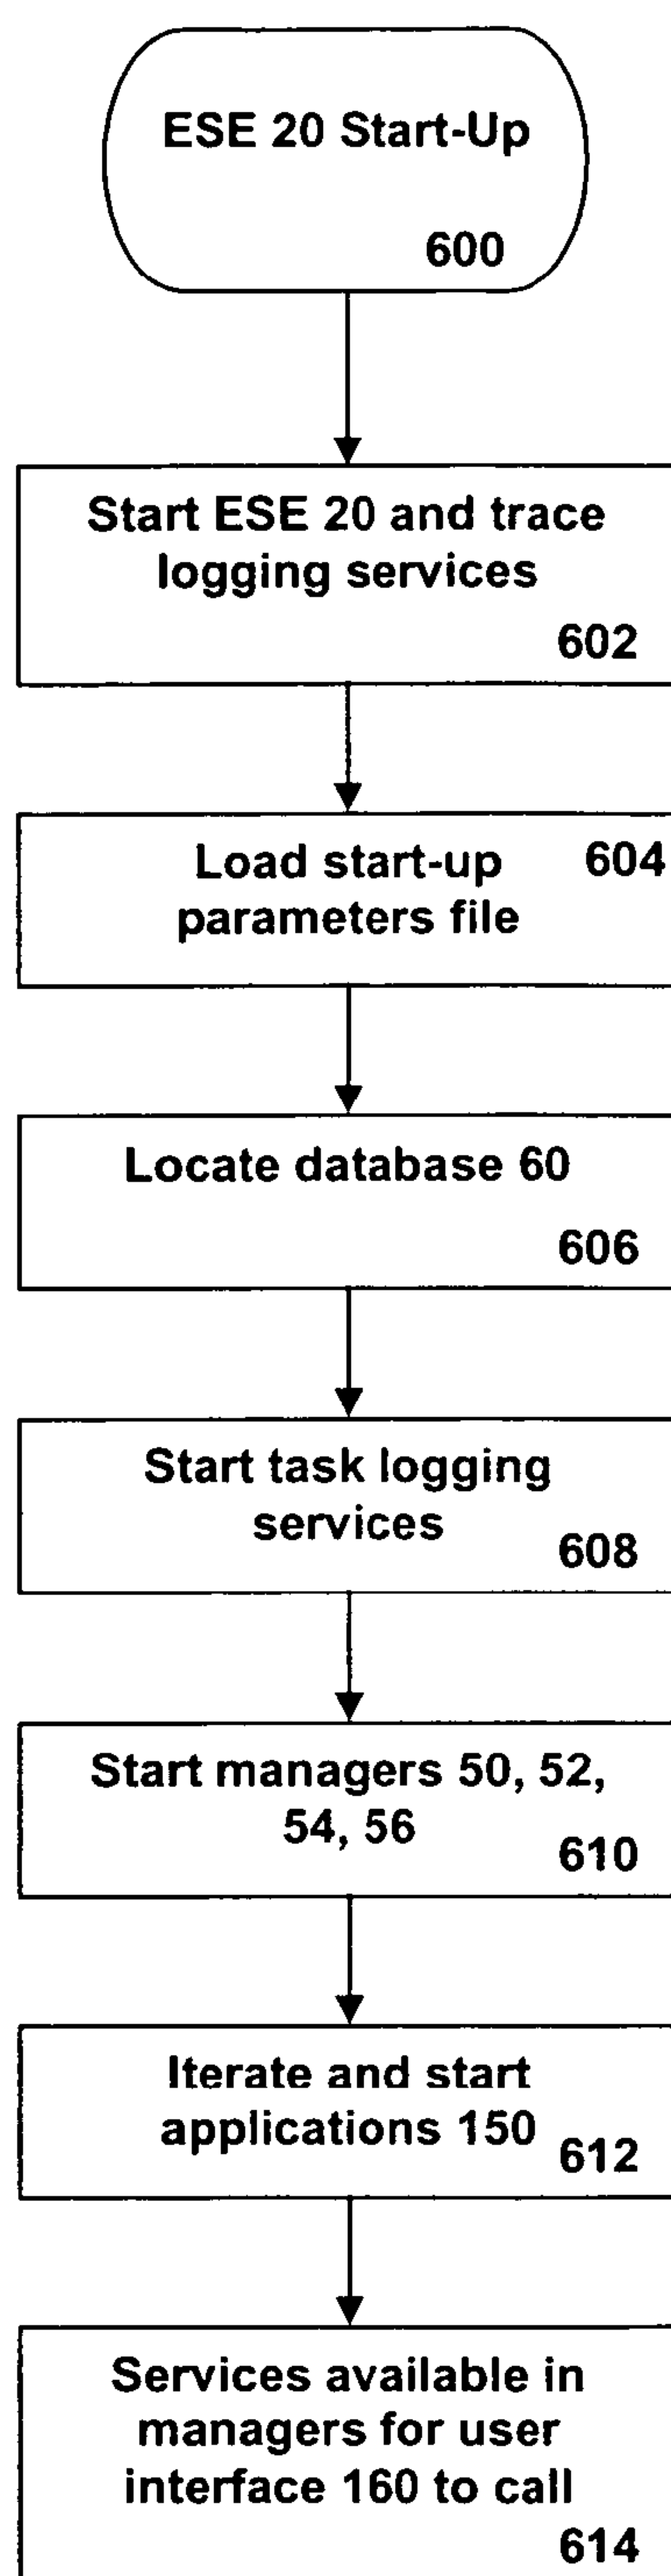 ESE 20 Start-Up
600
Start ESE 20 and trace
logging services
602
Load start-up 604
parameters file
Locate database 60
606
Start task logging
services
608
Start managers 50, 52,
54, 56
610
Iterate and start
applications 150
612
Services available in
managers for user
interface 160 to call
614